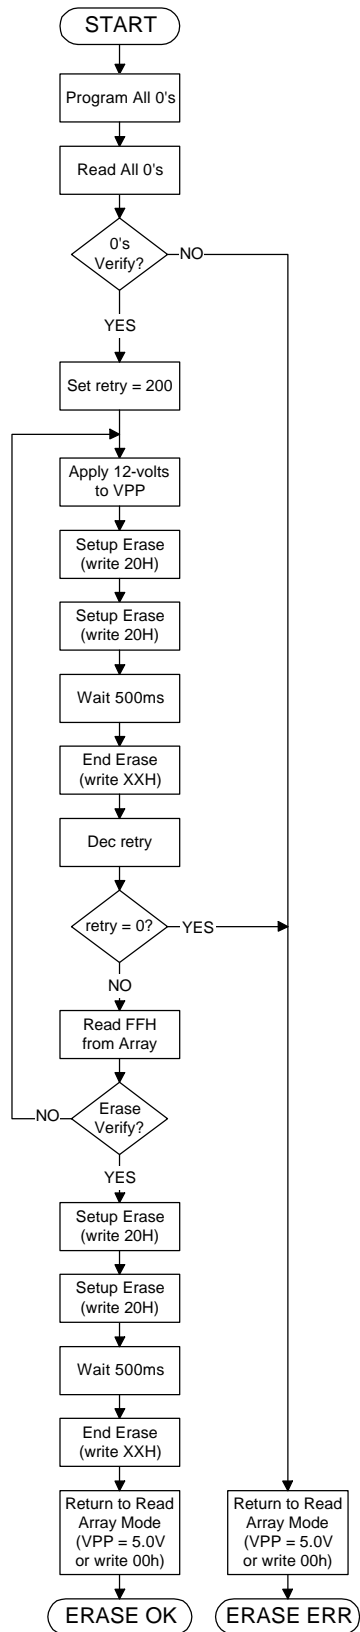 START
Program All 0's
Read All 0's
0's
Verify?
NO
YES
Set retry = 200
Apply 12-volts
to VPP
Setup Erase
(write 20H)
Setup Erase
(write 20H)
Wait 500ms
End Erase
(write XXH)
Dec retry
retry = 0?
YES
NO
Read FFH
from Array
Erase
Verify?
NO
YES
Setup Erase
(write 20H)
Setup Erase
(write 20H)
Wait 500ms
End Erase
(write XXH)
Return to Read
Array Mode
(VPP = 5.0V
or write 00h)
Return to Read
Array Mode
(VPP = 5.0V
or write 00h)
ERASE OK
ERASE ERR